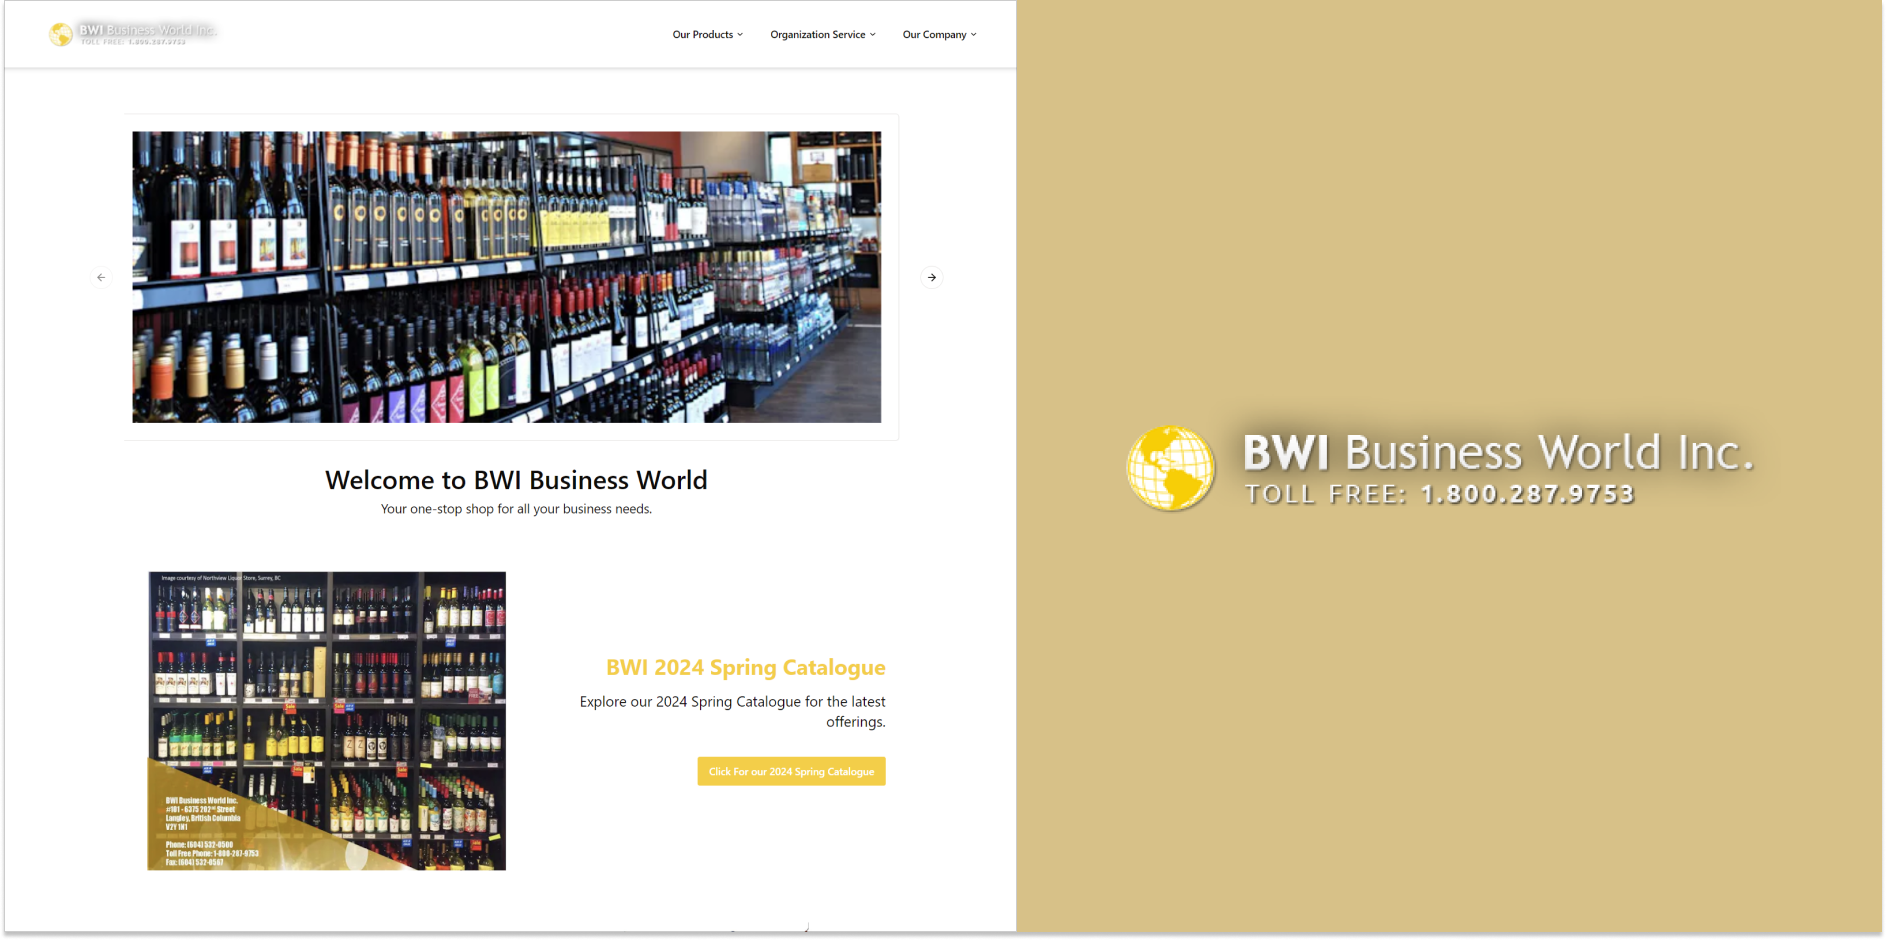 BWI Business World Inc.
TOLL FREE: 1.800.287.9753
Our Products
Organization Service
Our Company
Welcome to BWI Business World
Your one-stop shop for all your business needs.
Image courtesy of Northview Liquor Store, Surrey, BC
BWI Business World Inc.
#101 - 6375 202nd Street
Langley, British Columbia
V2Y 1N1
Phone: (604) 532-8500
Toll Free Phone: 1-800-287-9753
Fax: (604) 532-8567
BWI 2024 Spring Catalogue
Explore our 2024 Spring Catalogue for the latest
offerings.
Click For our 2024 Spring Catalogue
BWI Business World Inc.
TOLL FREE: 1.800.287.9753